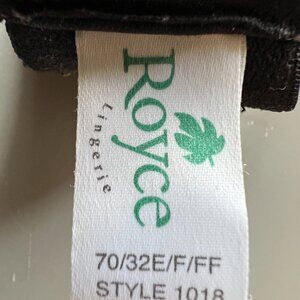 Royce
Lingerie
70/32E/F/FF
STYLE 1018